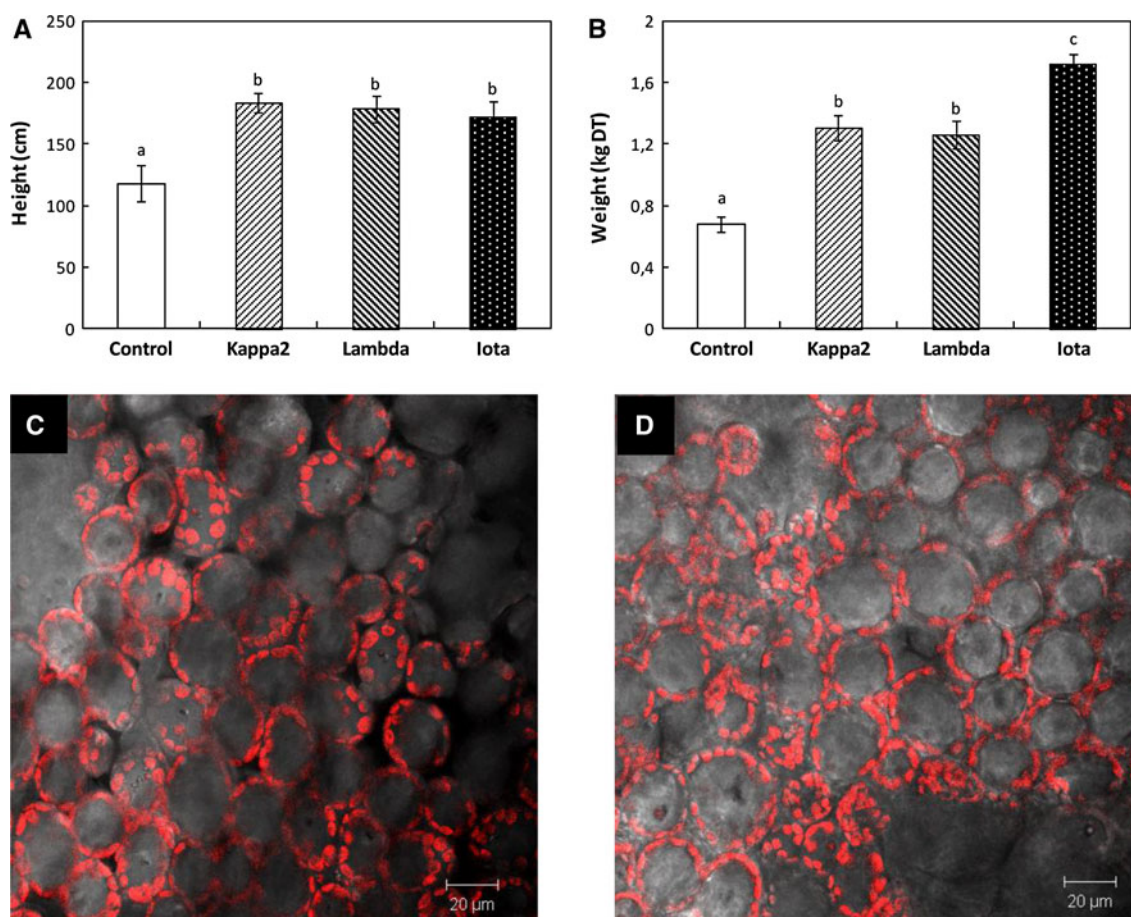 A
250
200
150
100
50
0
Height (cm)
a
b
b
b
Control Kappa2 Lambda Iota
B
2
1,6
1,2
0,8
0,4
0
Weight (kg DT)
a
b
b
c
Control Kappa2 Lambda Iota
C
20 µm
D
20 µm